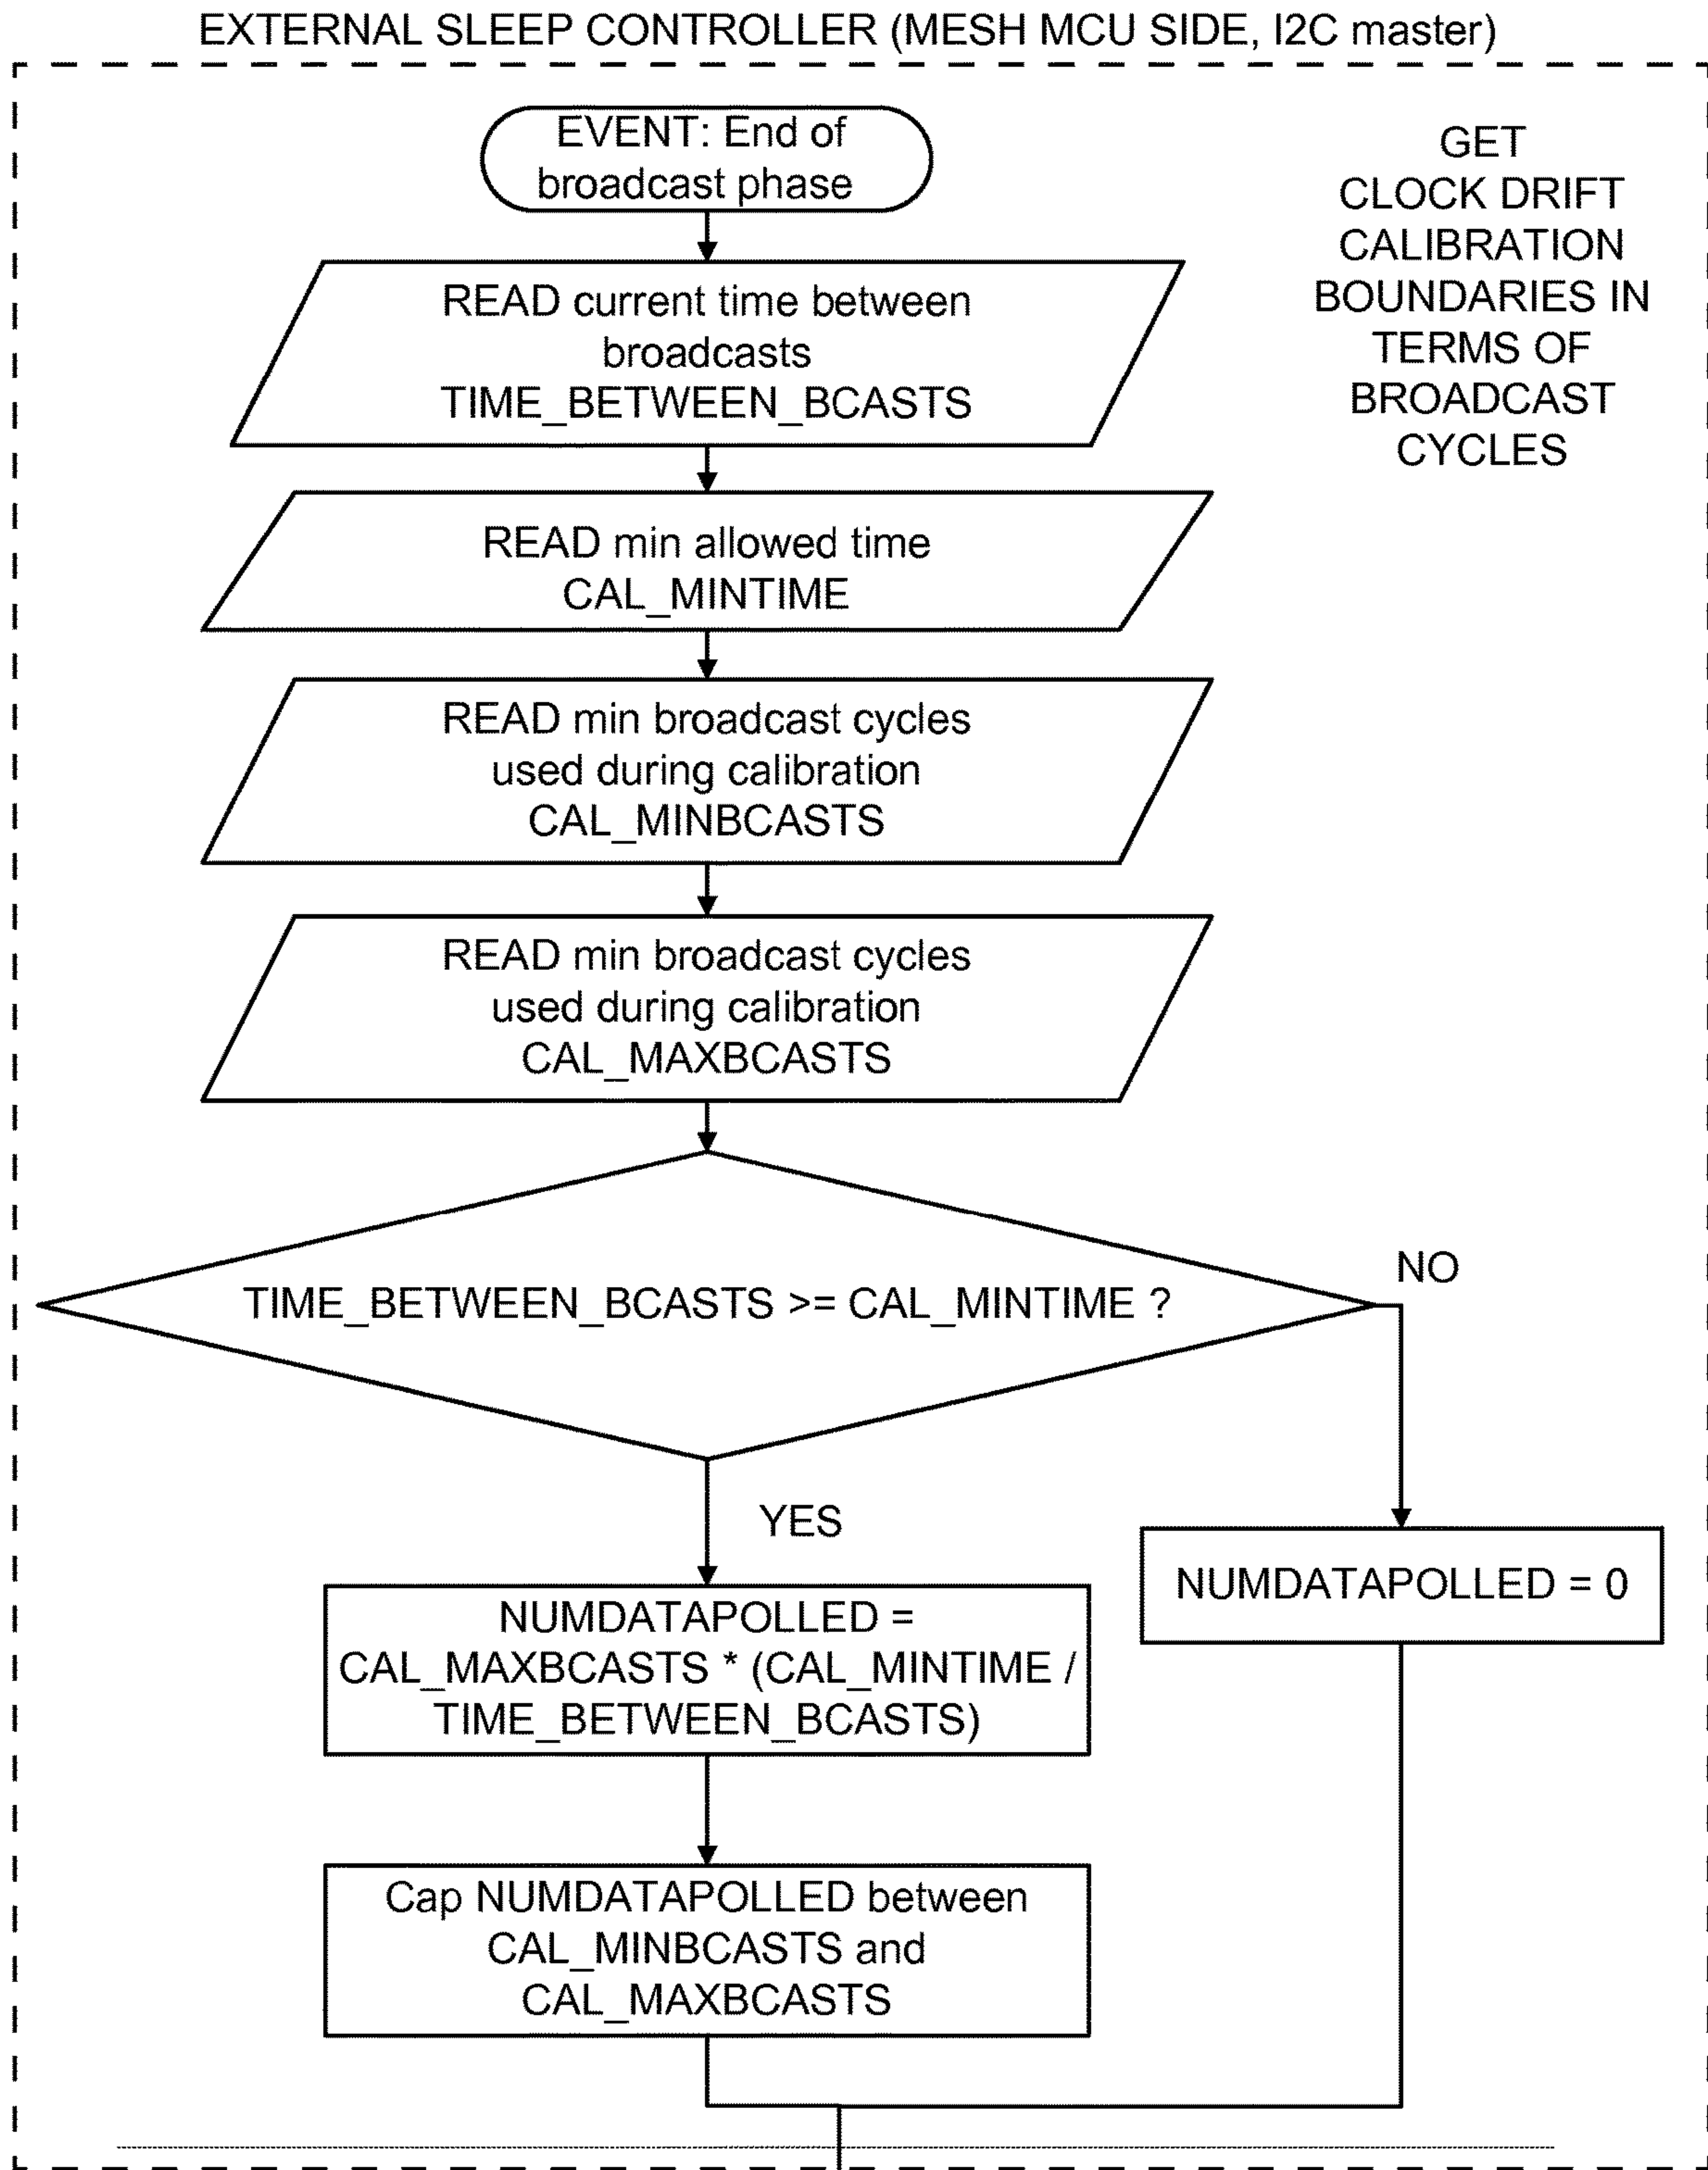 EXTERNAL SLEEP CONTROLLER (MESH MCU SIDE, I2C master)
EVENT: End of
broadcast phase
GET
CLOCK DRIFT
CALIBRATION
BOUNDARIES IN
TERMS OF
BROADCAST
CYCLES
READ current time between
broadcasts
TIME_BETWEEN_BCASTS
READ min allowed time
CAL_MINTIME
READ min broadcast cycles
used during calibration
CAL_MINBCASTS
READ min broadcast cycles
used during calibration
CAL_MAXBCASTS
TIME_BETWEEN_BCASTS >= CAL_MINTIME ?
NO
YES
NUMDATAPOLLED =
CAL_MAXBCASTS * (CAL_MINTIME /
TIME_BETWEEN_BCASTS)
NUMDATAPOLLED = 0
Cap NUMDATAPOLLED between
CAL_MINBCASTS and
CAL_MAXBCASTS